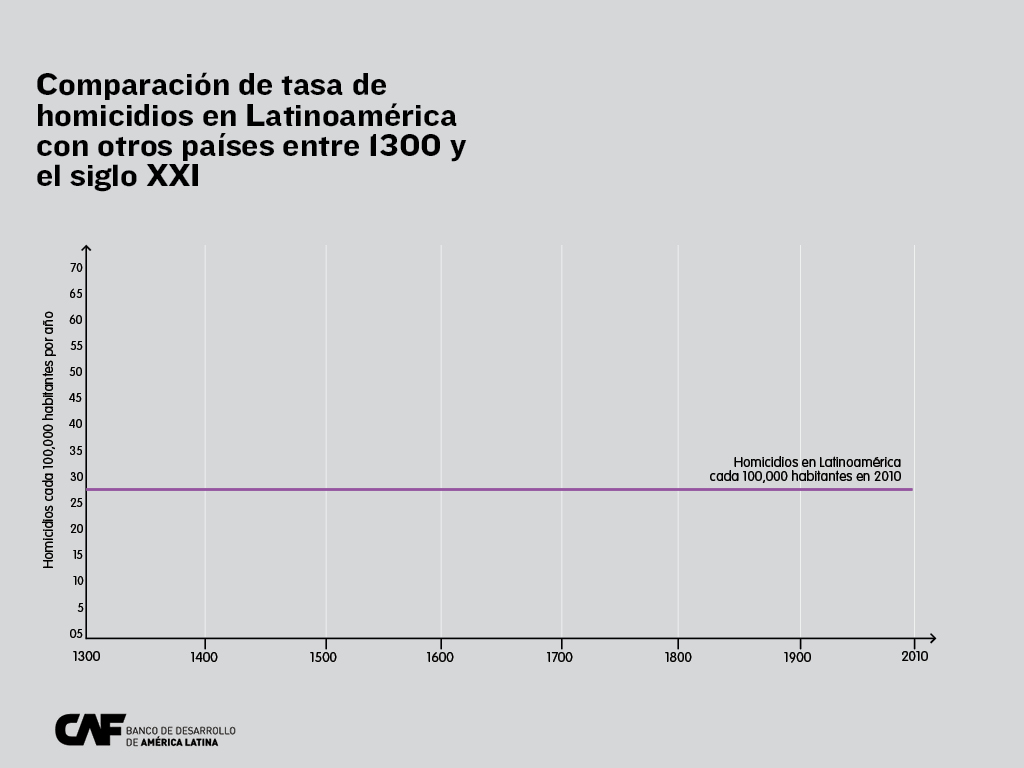 Comparación de tasa de
homicidios en Latinoamérica
con otros países entre 1300 y
el siglo XXI
Homicidios cada 100,000 habitantes por año
70
65
60
55
50
45
40
35
30
25
20
15
10
5
05
Homicidios en Latinoamérica
cada 100,000 habitantes en 2010
1300 1400 1500 1600 1700 1800 1900 2010
CAF BANCO DE DESARROLLO
DE AMÉRICA LATINA